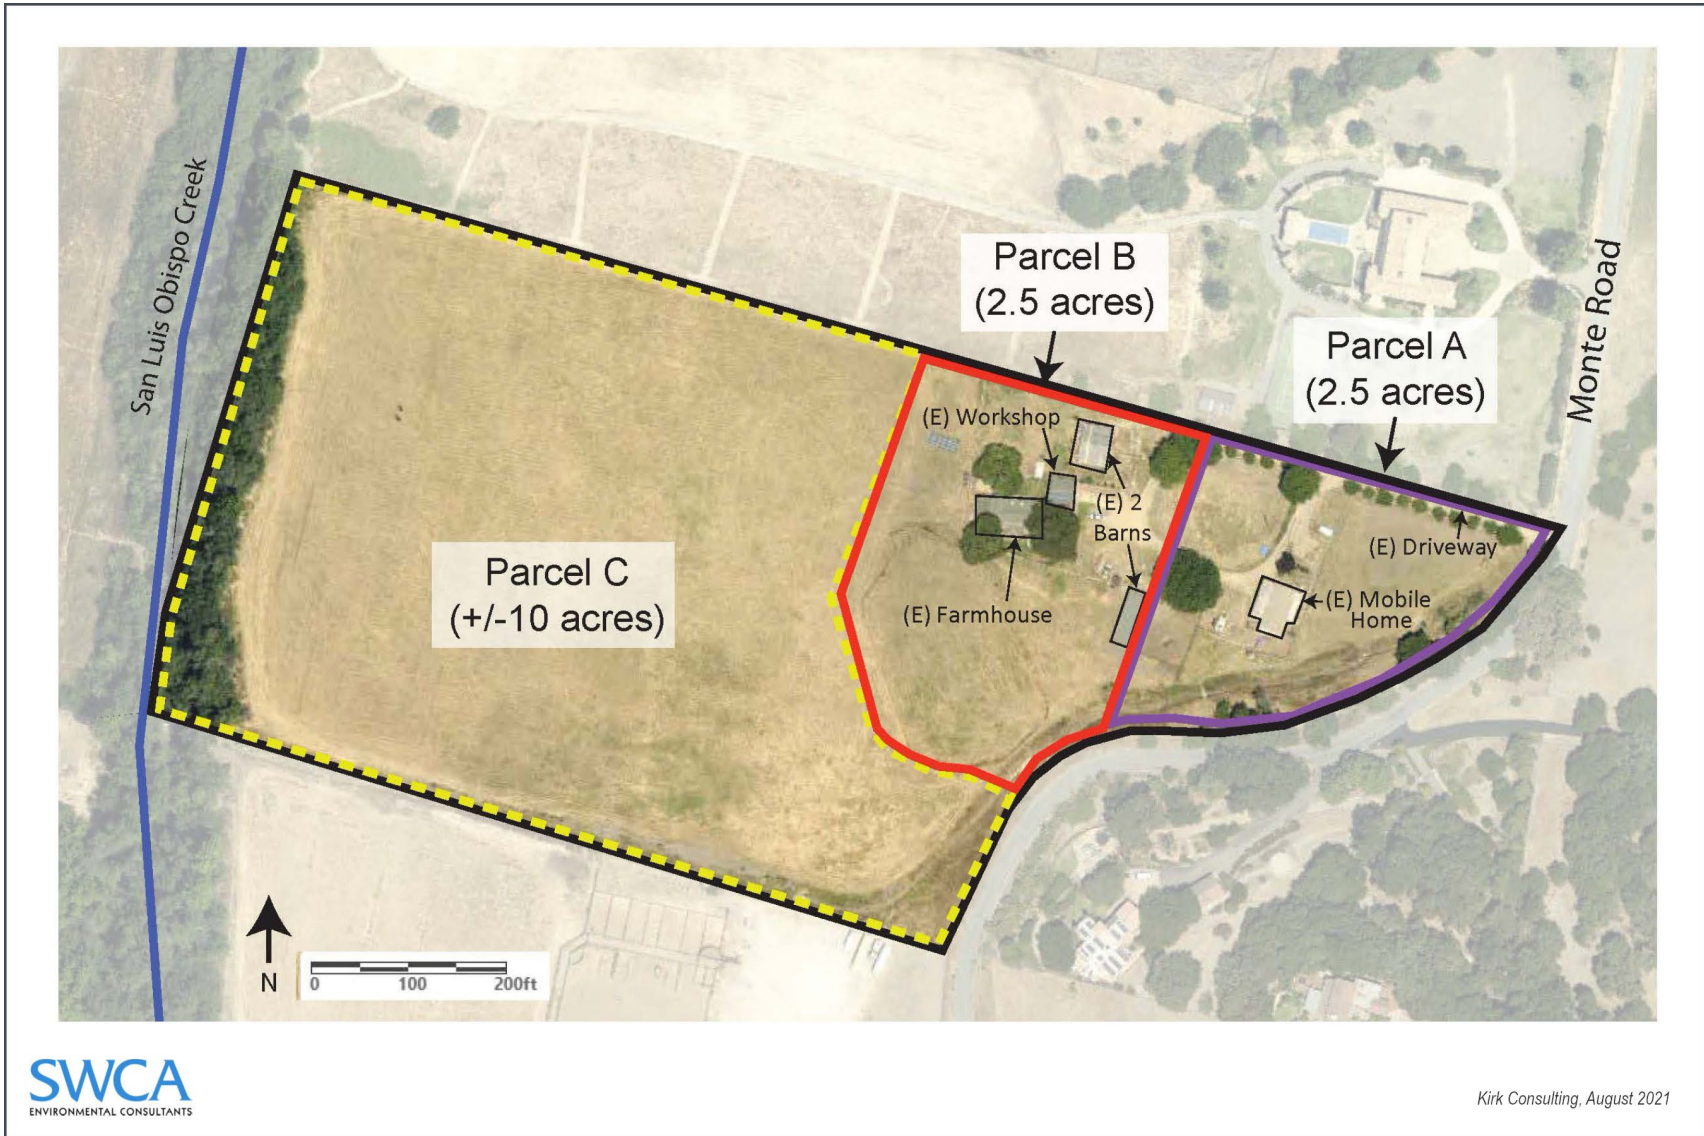 San Luis Obispo Creek
Parcel B
(2.5 acres)
Parcel A
(2.5 acres)
Monte Road
(E) Workshop
(E) 2
Barns
(E) Driveway
(E) Farmhouse
(E) Mobile
Home
Parcel C
(+/-10 acres)
N
0 100 200ft
SWCA
ENVIRONMENTAL CONSULTANTS
Kirk Consulting, August 2021